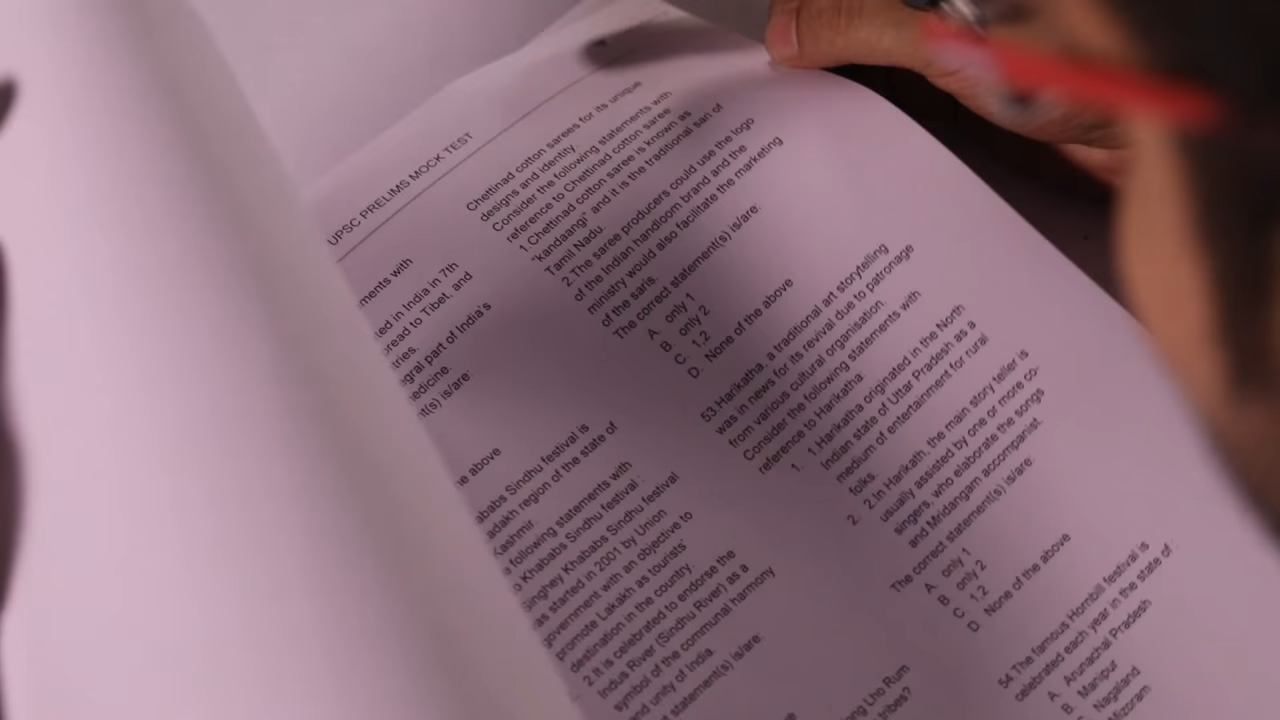 UPSC PRELIMS MOCK TEST
ments with
ted in India in 7th
pread to Tibet, and
tries.
gral part of India's
edicine.
nt(s) is/are:
he above
ababs Sindhu festival is
adakh region of the state of
Kashmir.
following statements with
o Khababs Sindhu festival :
inghey Khababs Sindhu festival
as started in 2001 by Union
government with an objective to
promote Lakakh as tourists'
destination in the country.
2.It is celebrated to endorse the
Indus River (Sindhu River) as a
symbol of the communal harmony
and unity of India.
statement(s) is/are:
Chettinad cotton sarees for its unique
designs and identity.
Consider the following statements with
reference to Chettinad cotton saree
1.Chettinad cotton saree is known as
"kandaangi" and it is the traditional sari of
Tamil Nadu
2.The saree producers could use the logo
of the Indian handloom brand and the
ministry would also facilitate the marketing
of the saris.
The correct statement(s) is/are:
A. only 1
B. only 2
C. 1,2
D. None of the above
53.Harikatha, a traditional art storytelling
was in news for its revival due to patronage
from various cultural organisation.
Consider the following statements with
reference to Harikatha:
1. 1.Harikatha originated in the North
Indian state of Uttar Pradesh as a
medium of entertainment for rural
folks.
2. 2.In Harikath, the main story teller is
usually assisted by one or more co-
singers, who elaborate the songs
and Mridangam accompanist.
The correct statement(s) is/are:
A. only 1
B. only 2
C. 1,2
D. None of the above
54.The famous Hornbill festival is
celebrated each year in the state of:
A. Arunachal Pradesh
B. Manipur
Nagaland
Mizoram
ong Lho Rum
tribes?